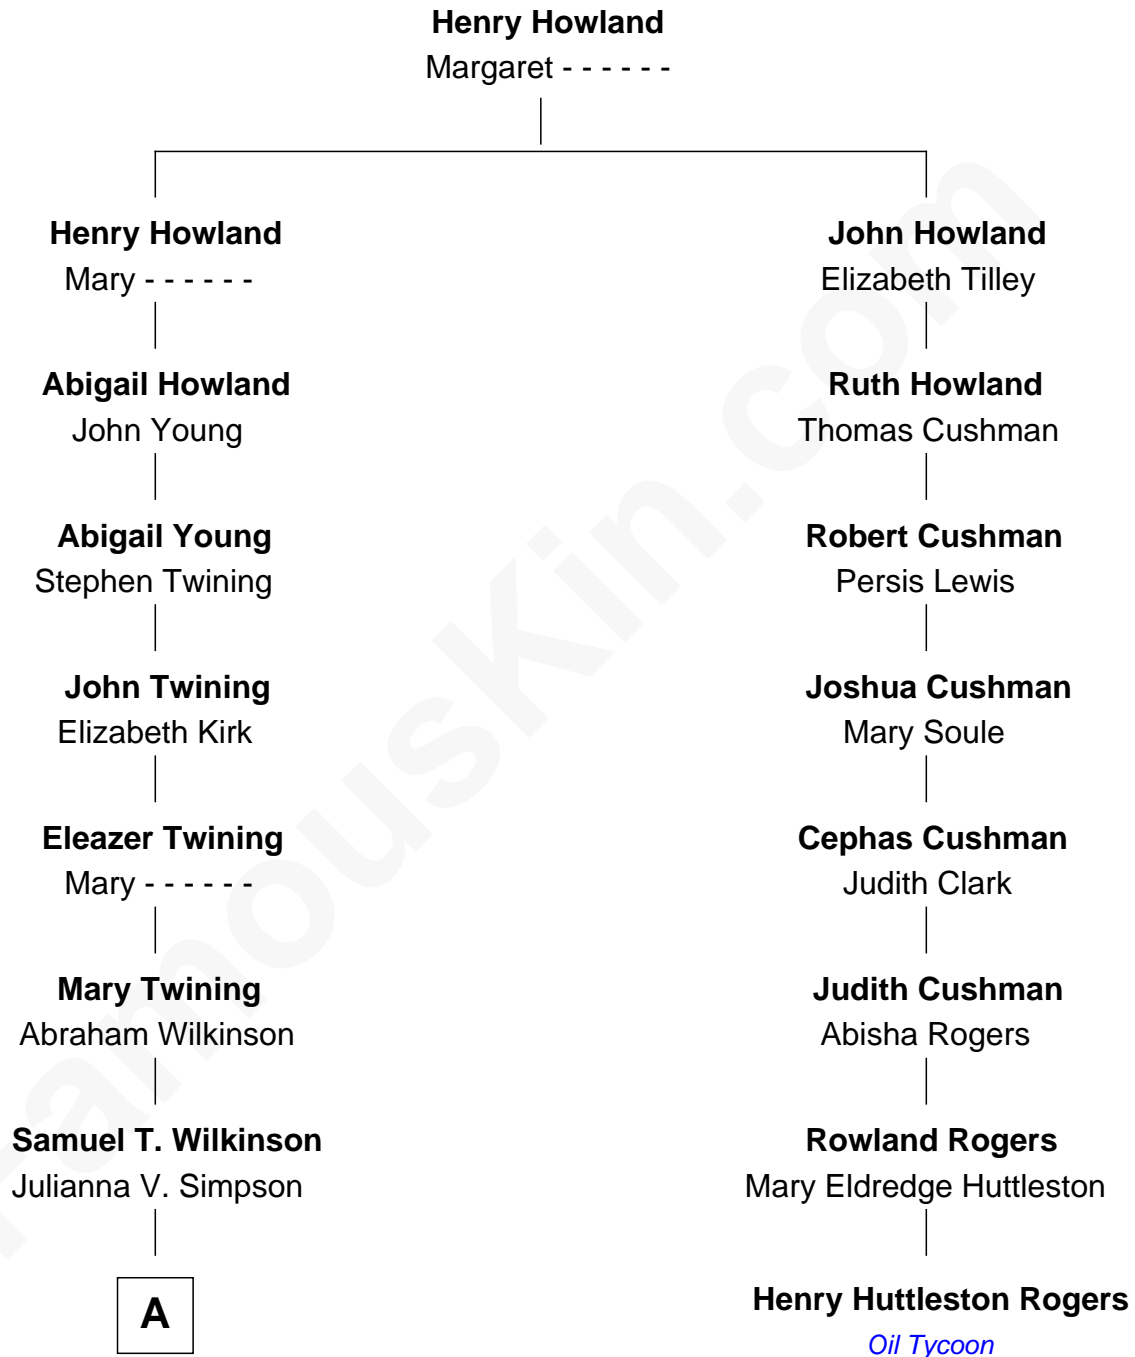 Henry Howland
Margaret - - - - - -
Henry Howland
Mary - - - - - -
John Howland
Elizabeth Tilley
Abigail Howland
John Young
Ruth Howland
Thomas Cushman
Abigail Young
Stephen Twining
Robert Cushman
Persis Lewis
John Twining
Elizabeth Kirk
Joshua Cushman
Mary Soule
Eleazer Twining
Mary - - - - - -
Cephas Cushman
Judith Clark
Mary Twining
Abraham Wilkinson
Judith Cushman
Abisha Rogers
Samuel T. Wilkinson
Julianna V. Simpson
Rowland Rogers
Mary Eldredge Huttleston
A
Henry Huttleston Rogers
Oil Tycoon
FamousKin.com